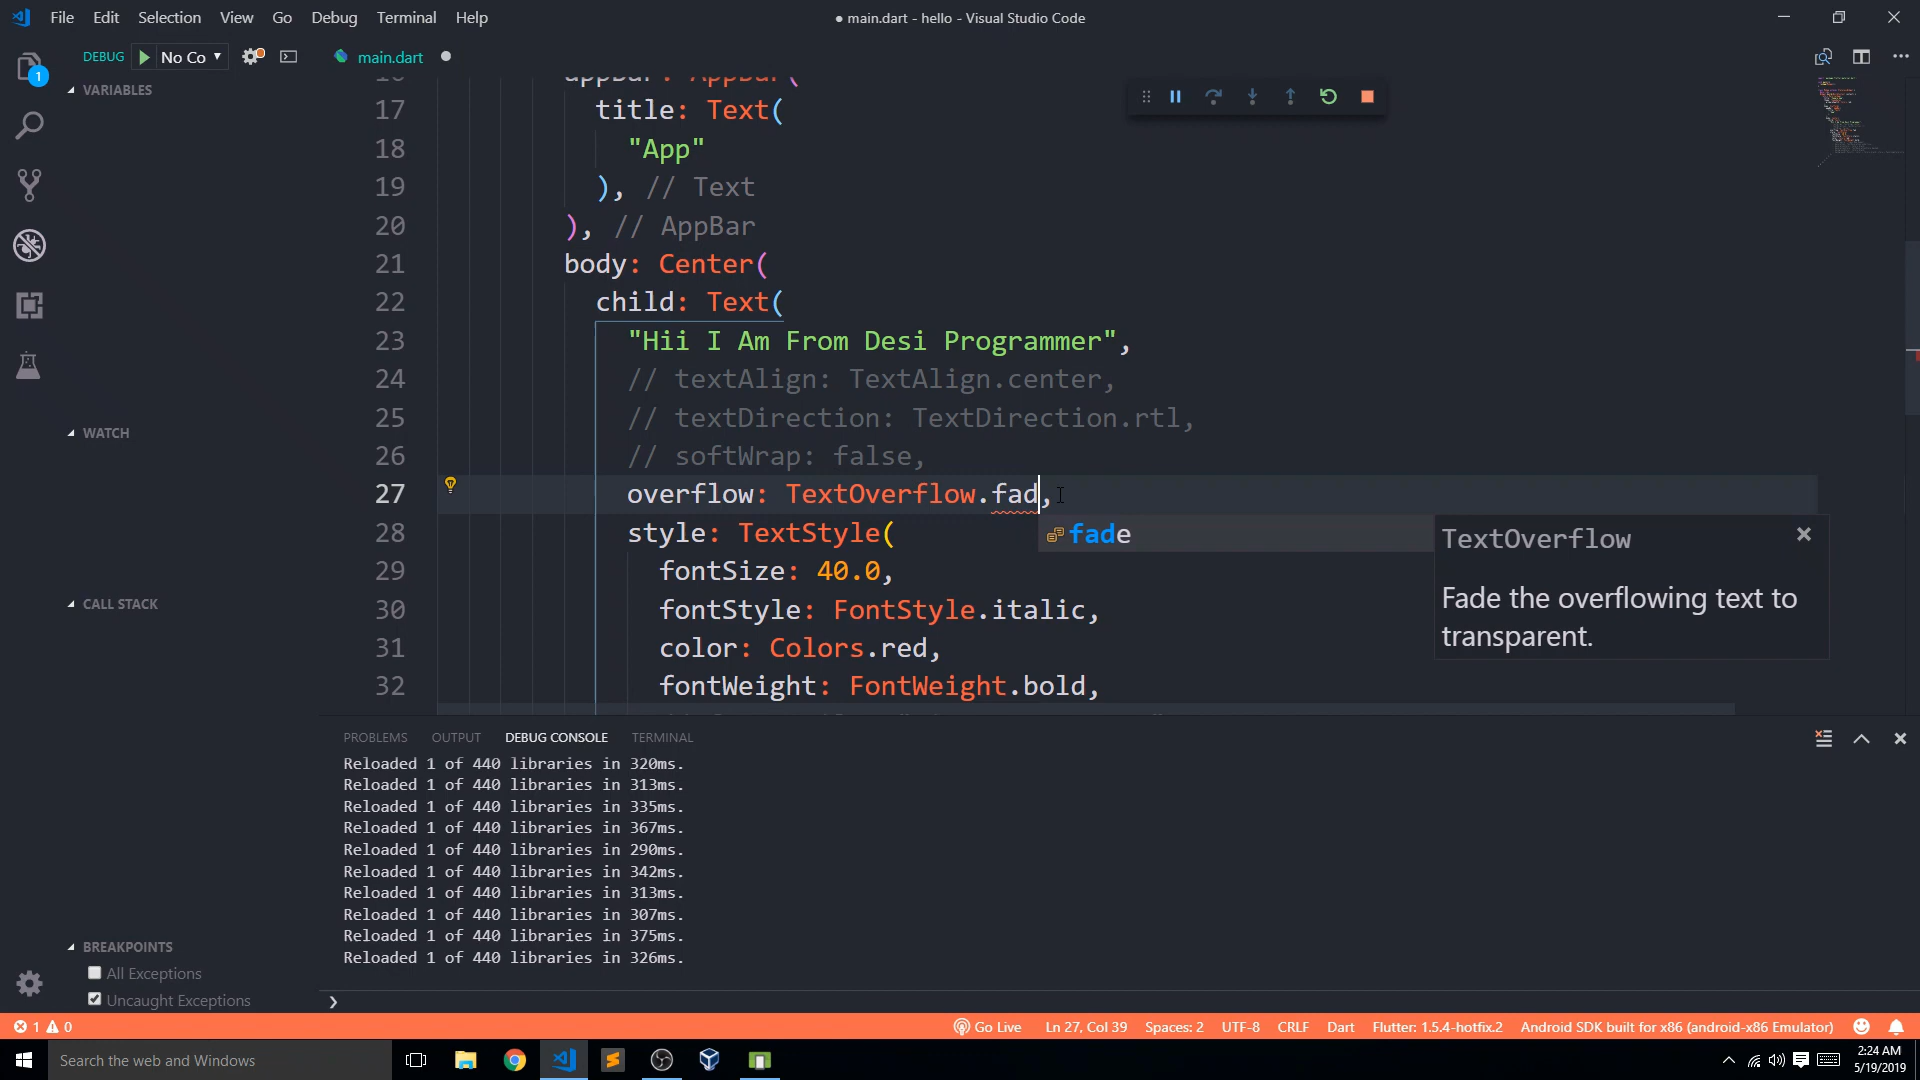 File Edit Selection View Go Debug Terminal Help
● main.dart - hello - Visual Studio Code
DEBUG No Co
main.dart
1
VARIABLES
WATCH
CALL STACK
BREAKPOINTS
All Exceptions
Uncaught Exceptions
17 title: Text(
18 "App"
19 ), // Text
20 ), // AppBar
21 body: Center(
22 child: Text(
23 "Hii I Am From Desi Programmer",
24 // textAlign: TextAlign.center,
25 // textDirection: TextDirection.rtl,
26 // softWrap: false,
27 overflow: TextOverflow.fad,
28 style: TextStyle(
29 fontSize: 40.0,
30 fontStyle: FontStyle.italic,
31 color: Colors.red,
32 fontWeight: FontWeight.bold,
fade
TextOverflow
Fade the overflowing text to
transparent.
PROBLEMS OUTPUT DEBUG CONSOLE TERMINAL
Reloaded 1 of 440 libraries in 320ms.
Reloaded 1 of 440 libraries in 313ms.
Reloaded 1 of 440 libraries in 335ms.
Reloaded 1 of 440 libraries in 367ms.
Reloaded 1 of 440 libraries in 290ms.
Reloaded 1 of 440 libraries in 342ms.
Reloaded 1 of 440 libraries in 313ms.
Reloaded 1 of 440 libraries in 307ms.
Reloaded 1 of 440 libraries in 375ms.
Reloaded 1 of 440 libraries in 326ms.
1 0 Go Live Ln 27, Col 39 Spaces: 2 UTF-8 CRLF Dart Flutter: 1.5.4-hotfix.2 Android SDK built for x86 (android-x86 Emulator)
Search the web and Windows
2:24 AM
5/19/2019